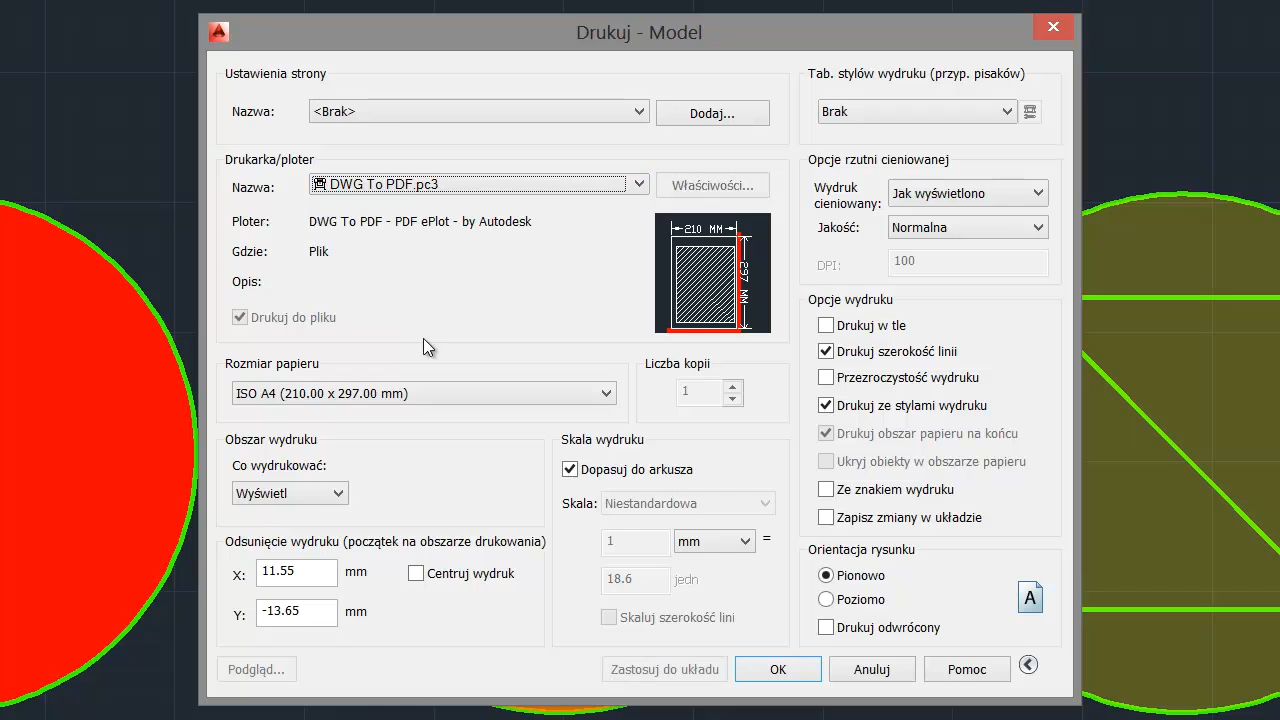 Drukuj - Model
Ustawienia strony
Nazwa: <Brak> Dodaj...
Drukarka/ploter
Nazwa: DWG To PDF.pc3 Właściwości...
Ploter: DWG To PDF - PDF ePlot - by Autodesk
Gdzie: Plik
Opis:
Drukuj do pliku
210 MM
297 MM
Rozmiar papieru
ISO A4 (210.00 x 297.00 mm)
Liczba kopii
1
Obszar wydruku
Co wydrukować:
Wyświetl
Skala wydruku
Dopasuj do arkusza
Skala: Niestandardowa
1 mm =
18.6 jedn
Skaluj szerokość lini
Odsunięcie wydruku (początek na obszarze drukowania)
X: 11.55 mm Centruj wydruk
Y: -13.65 mm
Tab. stylów wydruku (przyp. pisaków)
Brak
Opcje rzutni cieniowanej
Wydruk
cieniowany: Jak wyświetlono
Jakość: Normalna
DPI: 100
Opcje wydruku
Drukuj w tle
Drukuj szerokość linii
Przezroczystość wydruku
Drukuj ze stylami wydruku
Drukuj obszar papieru na końcu
Ukryj obiekty w obszarze papieru
Ze znakiem wydruku
Zapisz zmiany w układzie
Orientacja rysunku
Pionowo
Poziomo
Drukuj odwrócony
A
Podgląd... Zastosuj do układu OK Anuluj Pomoc